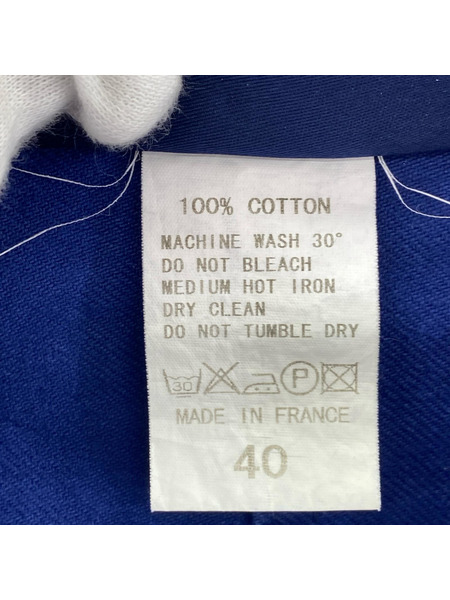 100% COTTON
MACHINE WASH 30°
DO NOT BLEACH
MEDIUM HOT IRON
DRY CLEAN
DO NOT TUMBLE DRY
30 P
MADE IN FRANCE
40